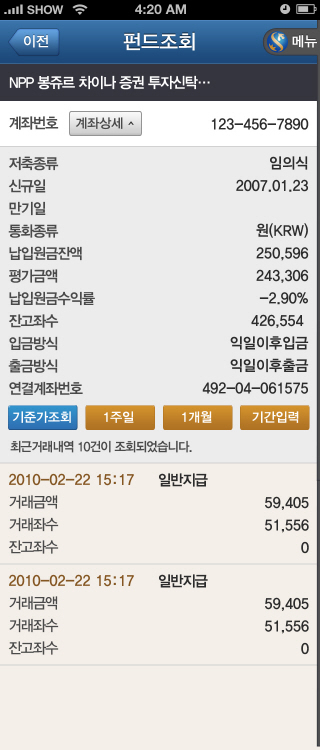 SHOW 4:20 AM
이전 펀드조회 메뉴
NPP 봉쥬르 차이나 증권 투자신탁…
계좌번호 계좌상세 123-456-7890
저축종류 임의식
신규일 2007.01.23
만기일
통화종류 원(KRW)
납입원금잔액 250,596
평가금액 243,306
납입원금수익률 -2.90%
잔고좌수 426,554
입금방식 익일이후입금
출금방식 익일이후출금
연결계좌번호 492-04-061575
기준가조회 1주일 1개월 기간입력
최근거래내역 10건이 조회되었습니다.
2010-02-22 15:17 일반지급
거래금액 59,405
거래좌수 51,556
잔고좌수 0
2010-02-22 15:17 일반지급
거래금액 59,405
거래좌수 51,556
잔고좌수 0